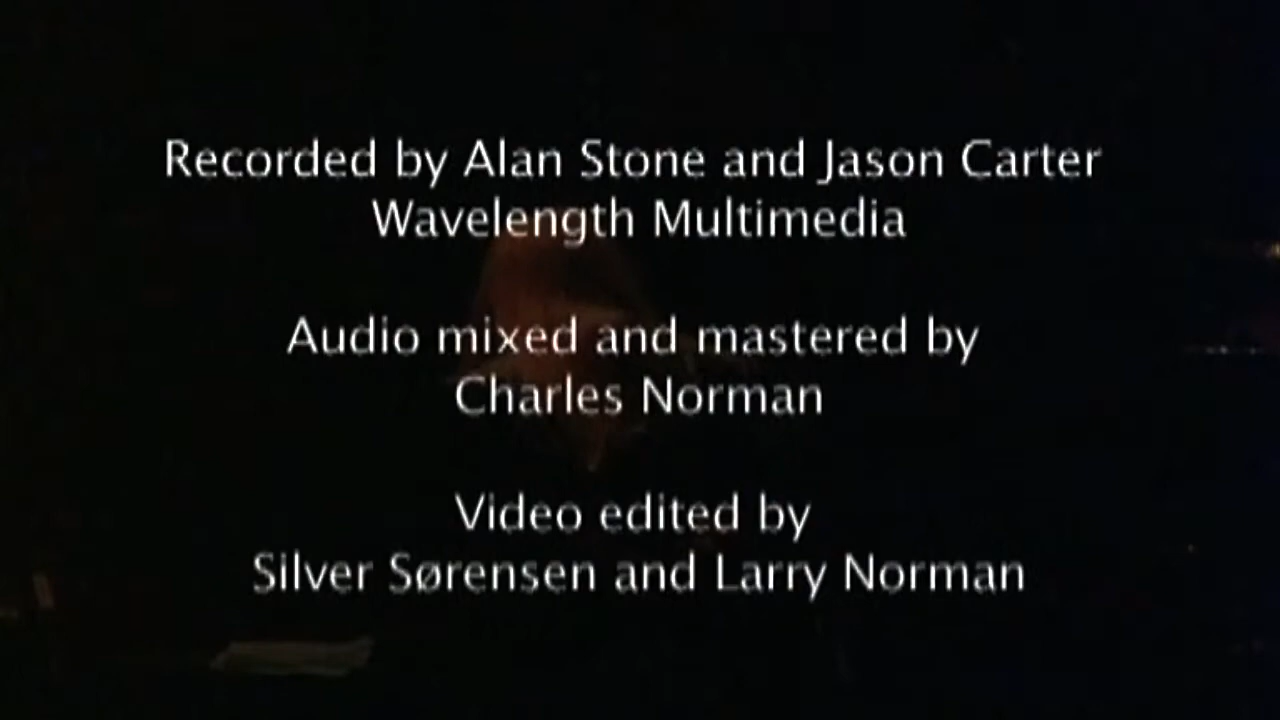 Recorded by Alan Stone and Jason Carter
Wavelength Multimedia
Audio mixed and mastered by
Charles Norman
Video edited by
Silver Sørensen and Larry Norman